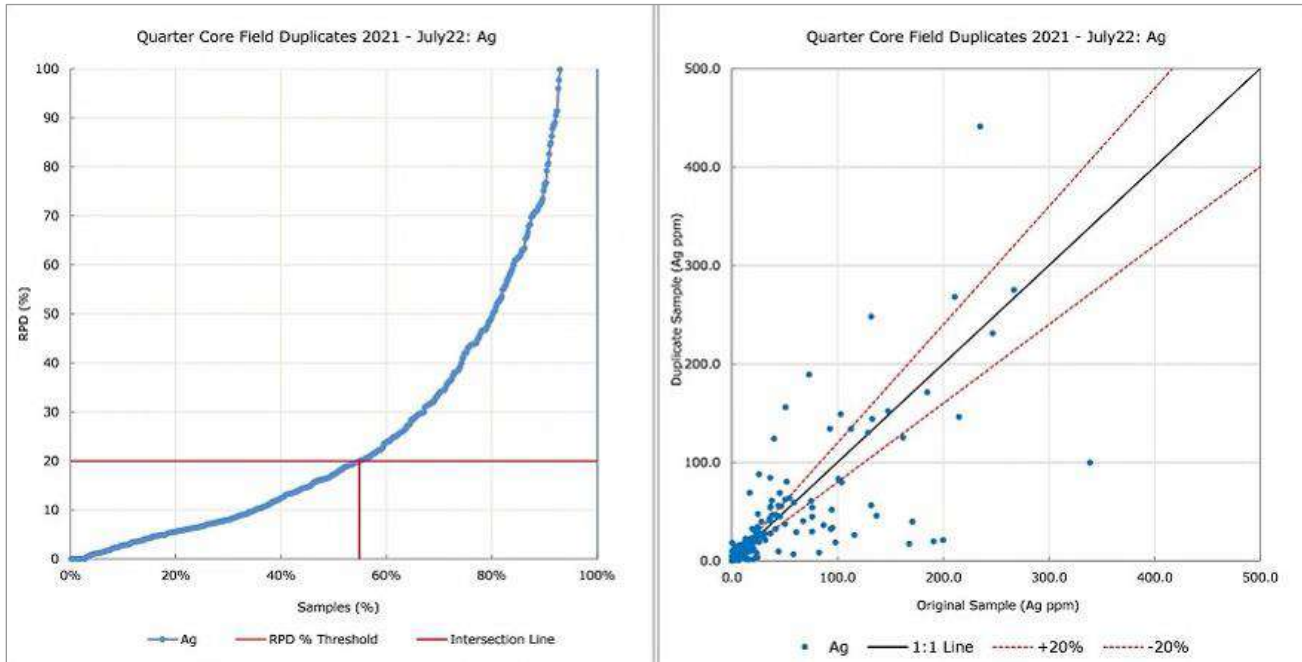 Quarter Core Field Duplicates 2021 - July22: Ag
100
90
80
70
60
50
40
30
20
10
0
RPD (%)
0%
20%
40%
60%
80%
100%
Samples (%)
Ag
RPD % Threshold
Intersection Line
Quarter Core Field Duplicates 2021 - July22: Ag
500.0
400.0
300.0
200.0
100.0
0.0
Duplicate Sample (Ag ppm)
0.0
100.0
200.0
300.0
400.0
500.0
Original Sample (Ag ppm)
Ag
1:1 Line
+20%
-20%